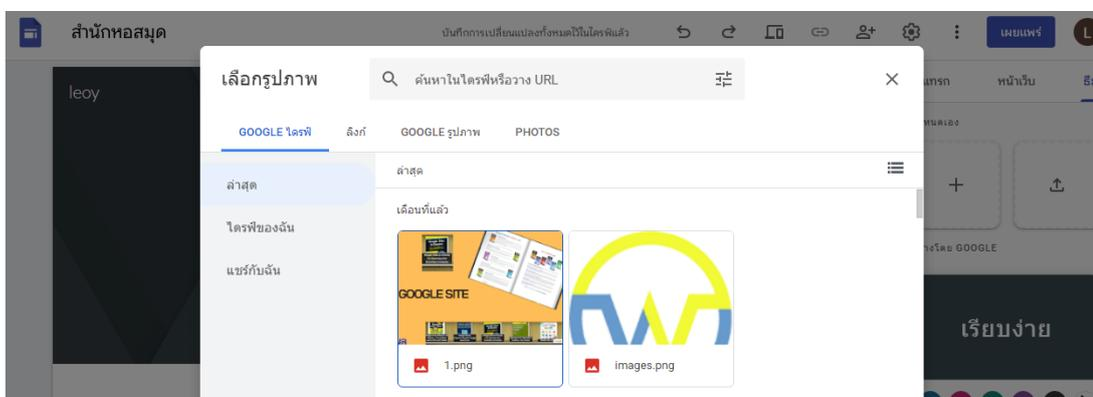 สำนักหอสมุด
บันทึกการเปลี่ยนแปลงทั้งหมดไว้ในไดรฟ์แล้ว
เผยแพร่
L
leoy
เลือกรูปภาพ
ค้นหาในไดรฟ์หรือวาง URL
แทรก
หน้าเว็บ
GOOGLE ไดรฟ์
ลิงก์
GOOGLE รูปภาพ
PHOTOS
ล่าสุด
ล่าสุด
ไดรฟ์ของฉัน
แชร์กับฉัน
เดือนที่แล้ว
GOOGLE SITE
1.png
images.png
GOOGLE
เรียบง่าย